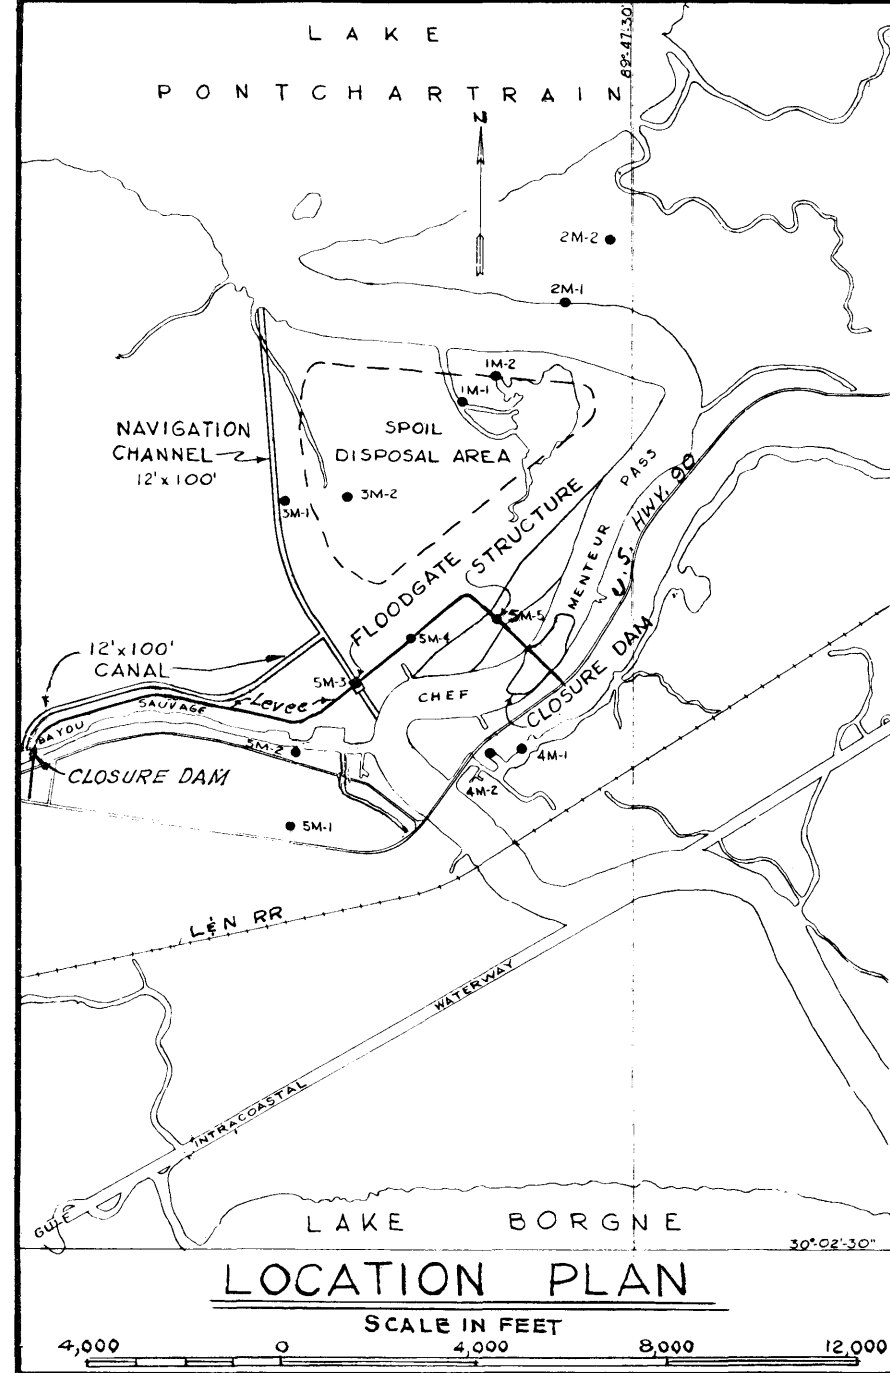 LAKE
PONTCHARTRAIN
89°-47'-30"
N
2M-2
2M-1
1M-2
1M-1
NAVIGATION
CHANNEL
12'x100'
SPOIL
DISPOSAL AREA
3M-1
3M-2
FLOODGATE STRUCTURE
MENTEUR PASS
U.S. HWY. 90
5M-5
5M-4
12'x100'
CANAL
5M-3
Levee
CHEF
CLOSURE DAM
BAYOU SAUVAGE
5M-2
4M-1
4M-2
CLOSURE DAM
5M-1
L&N RR
GULF INTRACOASTAL WATERWAY
LAKE BORGNE
30°-02'-30"
LOCATION PLAN
SCALE IN FEET
4,000 0 4,000 8,000 12,000